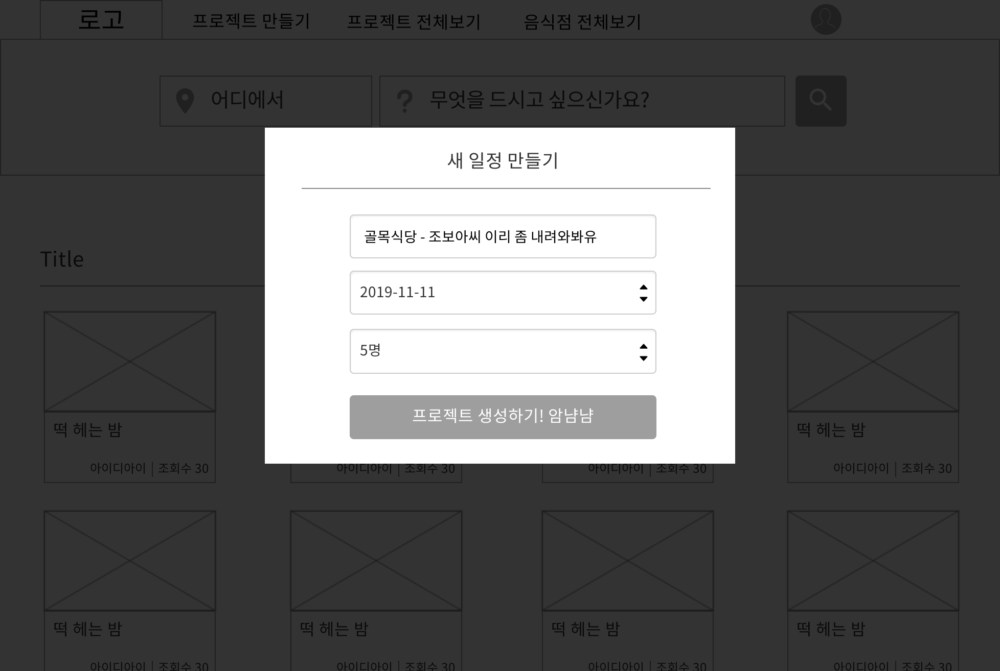 로고
프로젝트 만들기
프로젝트 전체보기
음식점 전체보기
어디에서
무엇을 드시고 싶으신가요?
새 일정 만들기
골목식당 - 조보아씨 이리 좀 내려와봐유
2019-11-11
5명
프로젝트 생성하기! 암냠냠
Title
떡 헤는 밤
떡 헤는 밤
아이디아이 | 조회수 30
아이디아이 | 조회수 30
아이디아이 | 조회수 30
아이디아이 | 조회수 30
떡 헤는 밤
떡 헤는 밤
떡 헤는 밤
떡 헤는 밤
아이디아이 | 조회수 30
아이디아이 | 조회수 30
아이디아이 | 조회수 30
아이디아이 | 조회수 30